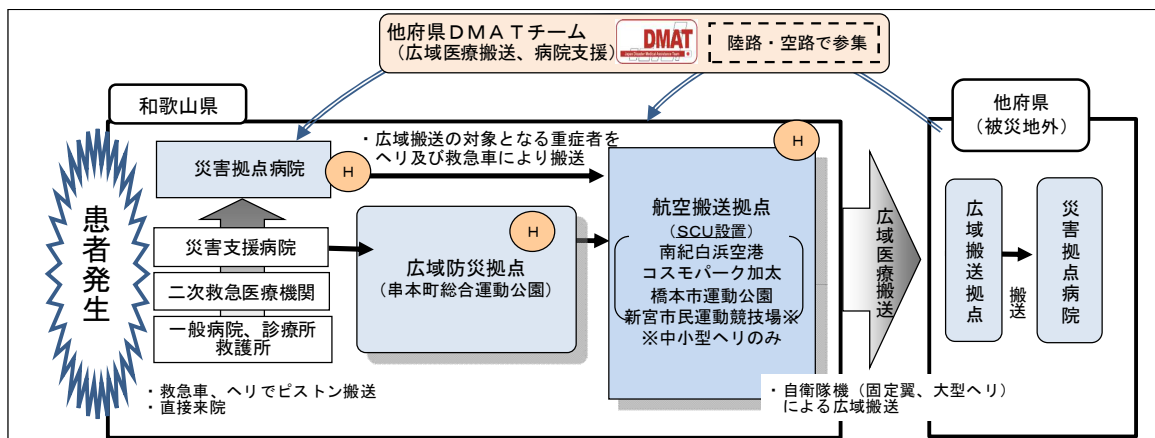 他府県ＤＭＡＴチーム
（広域医療搬送、病院支援）
DMAT
Japan Disaster Medical Assistance Team
陸路・空路で参集
和歌山県
他府県
（被災地外）
患者発生
災害拠点病院
H
・広域搬送の対象となる重症者を
ヘリ及び救急車により搬送
H
災害支援病院
二次救急医療機関
一般病院、診療所
救護所
H
広域防災拠点
（串本町総合運動公園）
航空搬送拠点
（SCU設置）
南紀白浜空港
コスモパーク加太
橋本市運動公園
新宮市民運動競技場※
※中小型ヘリのみ
広域医療搬送
広域搬送拠点
搬送
災害拠点病院
・救急車、ヘリでピストン搬送
・直接来院
・自衛隊機（固定翼、大型ヘリ）
による広域搬送